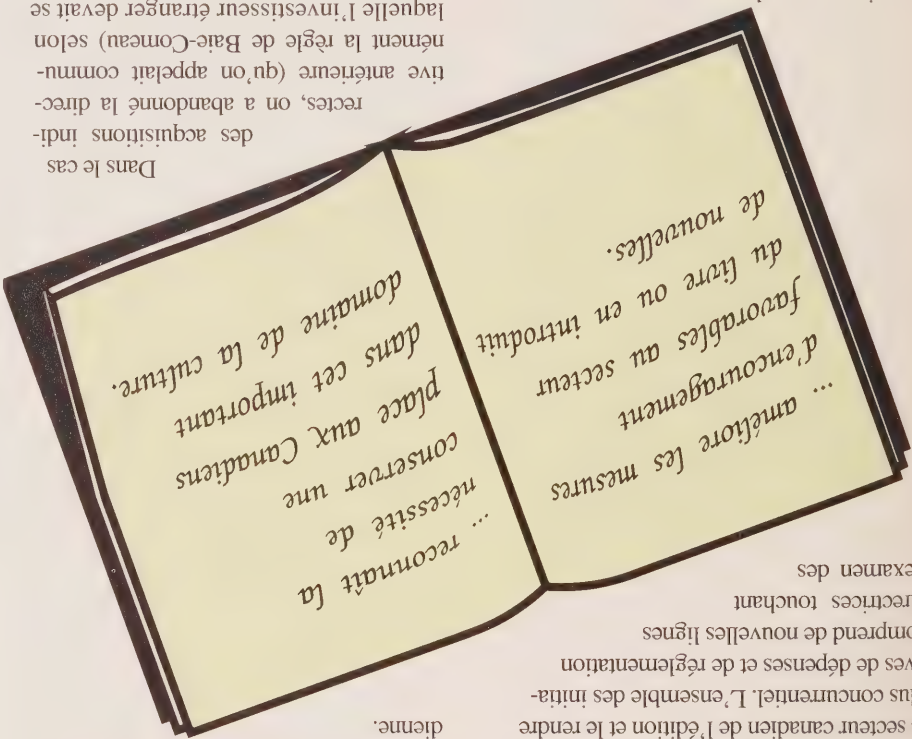 secteur canadien de l'édition et le rendre
us concurrentiel. L'ensemble des initia-
ves de dépenses et de réglementation
omprend de nouvelles lignes
rectrices touchant
examen des
... améliore les mesures
d'encouragement
favorables au secteur
du livre ou en introduit
de nouvelles.
... reconnaît la
nécessité de
conserver une
place aux Canadiens
dans cet important
domaine de la culture.
dienne.
Dans le cas
des acquisitions indi-
rectes, on a abandonné la direc-
tive antérieure (qu'on appelait commu-
nément la règle de Baie-Comeau) selon
laquelle l'investisseur étranger devait se